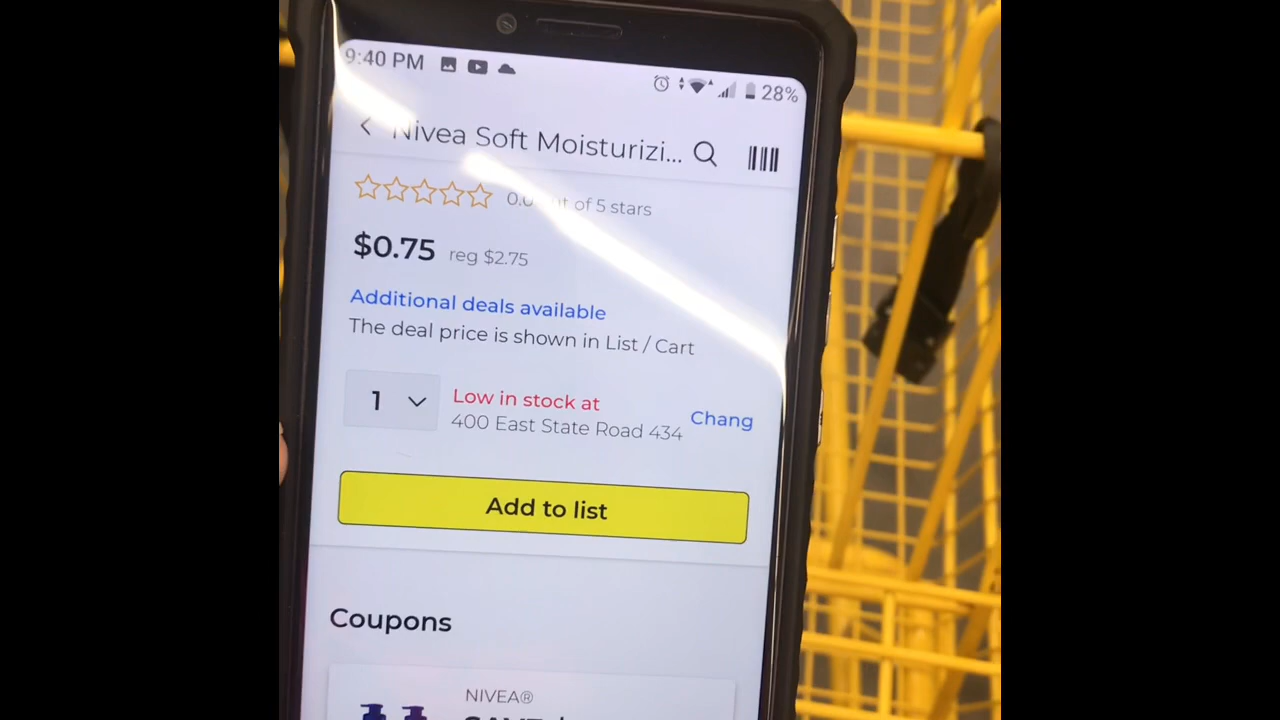 9:40 PM 28%
Nivea Soft Moisturizi...
of 5 stars
$0.75 reg $2.75
Additional deals available
The deal price is shown in List / Cart
1 Low in stock at
400 East State Road 434 Chang
Add to list
Coupons
NIVEA®